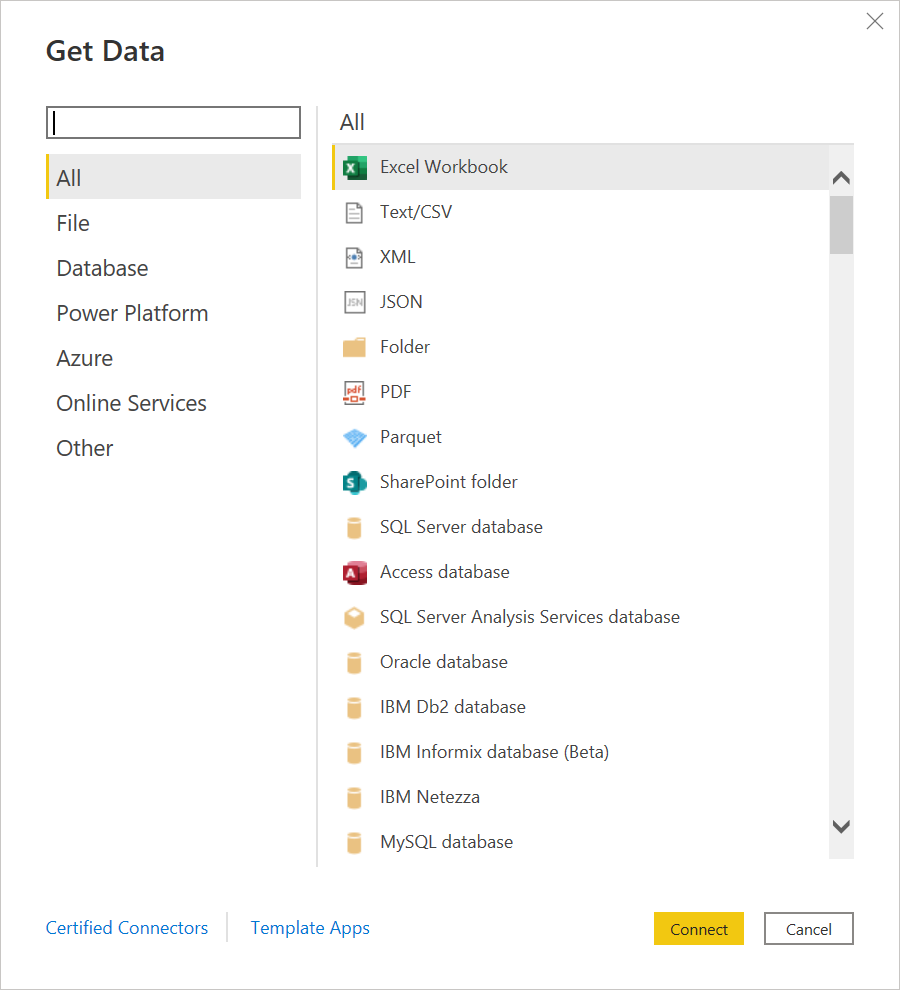 Get Data
All
File
Database
Power Platform
Azure
Online Services
Other
All
Excel Workbook
Text/CSV
XML
JSON
Folder
PDF
Parquet
SharePoint folder
SQL Server database
Access database
SQL Server Analysis Services database
Oracle database
IBM Db2 database
IBM Informix database (Beta)
IBM Netezza
MySQL database
Certified Connectors
Template Apps
Connect
Cancel